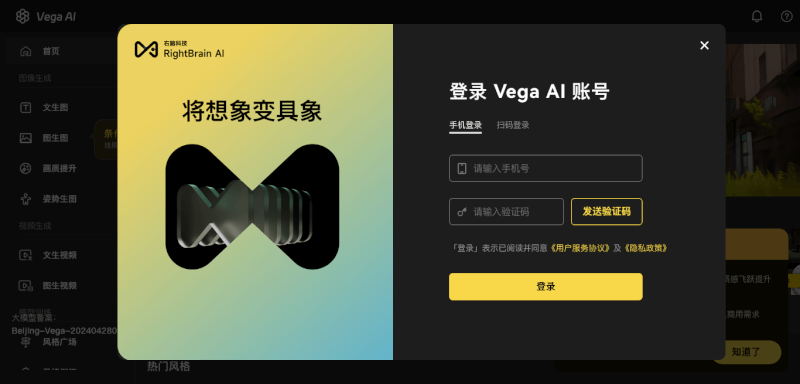 Vega AI
首页
图像生成
文生图
图生图
画质提升
姿势生图
视频生成
文生视频
图生视频
大模型备案:
Beijing-Vega-202404280
风格广场
右脑科技
RightBrain AI
将想象变具象
登录 Vega AI 账号
手机登录
扫码登录
请输入手机号
请输入验证码
发送验证码
「登录」表示已阅读并同意《用户服务协议》及《隐私政策》
登录
感飞跃提升
商用需求
知道了
热门风格